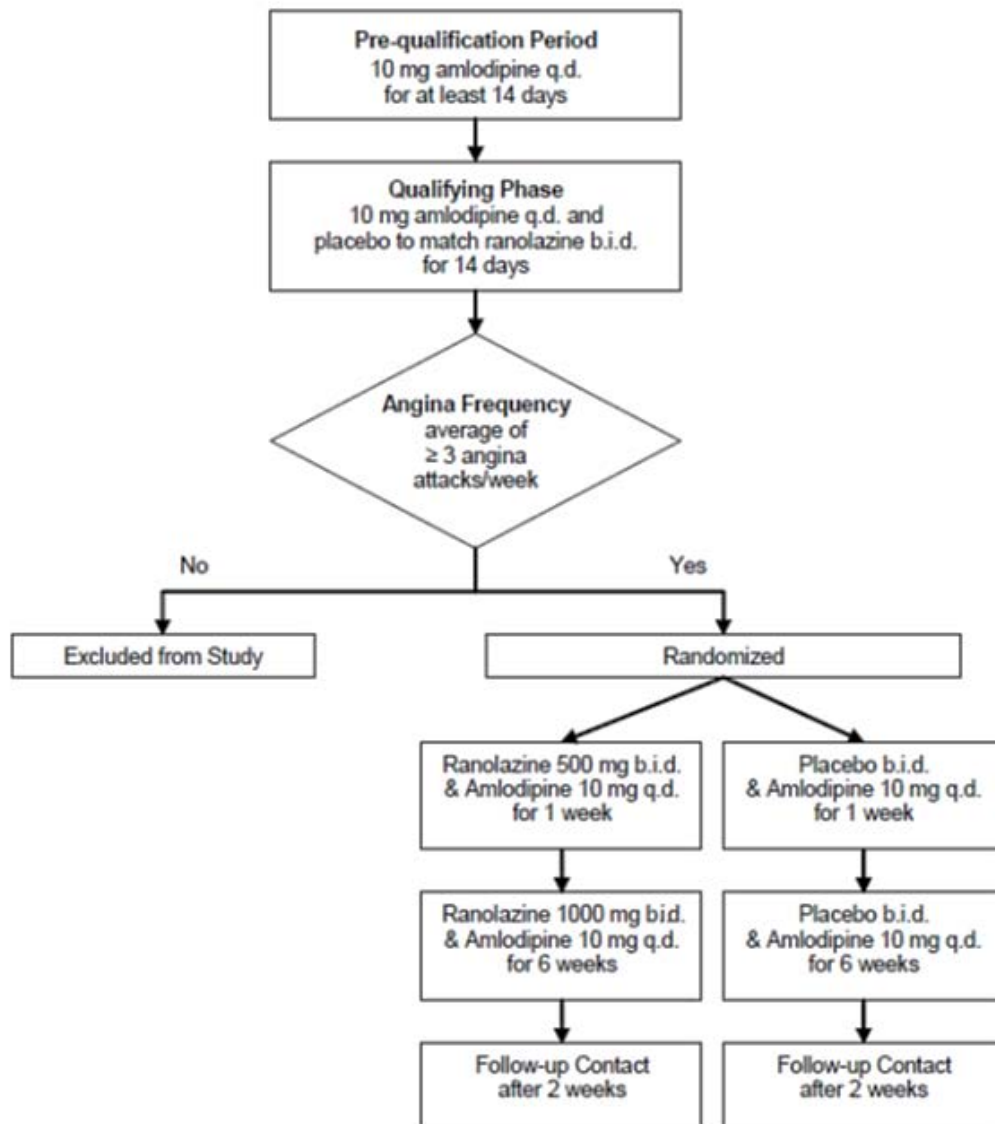 Pre-qualification Period
10 mg amlodipine q.d.
for at least 14 days
Qualifying Phase
10 mg amlodipine q.d. and
placebo to match ranolazine b.i.d.
for 14 days
Angina Frequency
average of
≥ 3 angina
attacks/week
No
Yes
Excluded from Study
Randomized
Ranolazine 500 mg b.i.d.
& Amlodipine 10 mg q.d.
for 1 week
Placebo b.i.d.
& Amlodipine 10 mg q.d.
for 1 week
Ranolazine 1000 mg bid.
& Amlodipine 10 mg q.d.
for 6 weeks
Placebo b.i.d.
& Amlodipine 10 mg q.d.
for 6 weeks
Follow-up Contact
after 2 weeks
Follow-up Contact
after 2 weeks